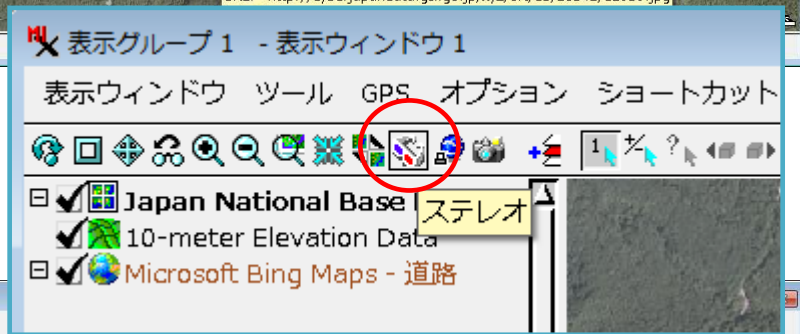 表示グループ 1 - 表示ウィンドウ 1
表示ウィンドウ ツール GPS オプション ショートカット
Japan National Base
ステレオ
10-meter Elevation Data
Microsoft Bing Maps - 道路